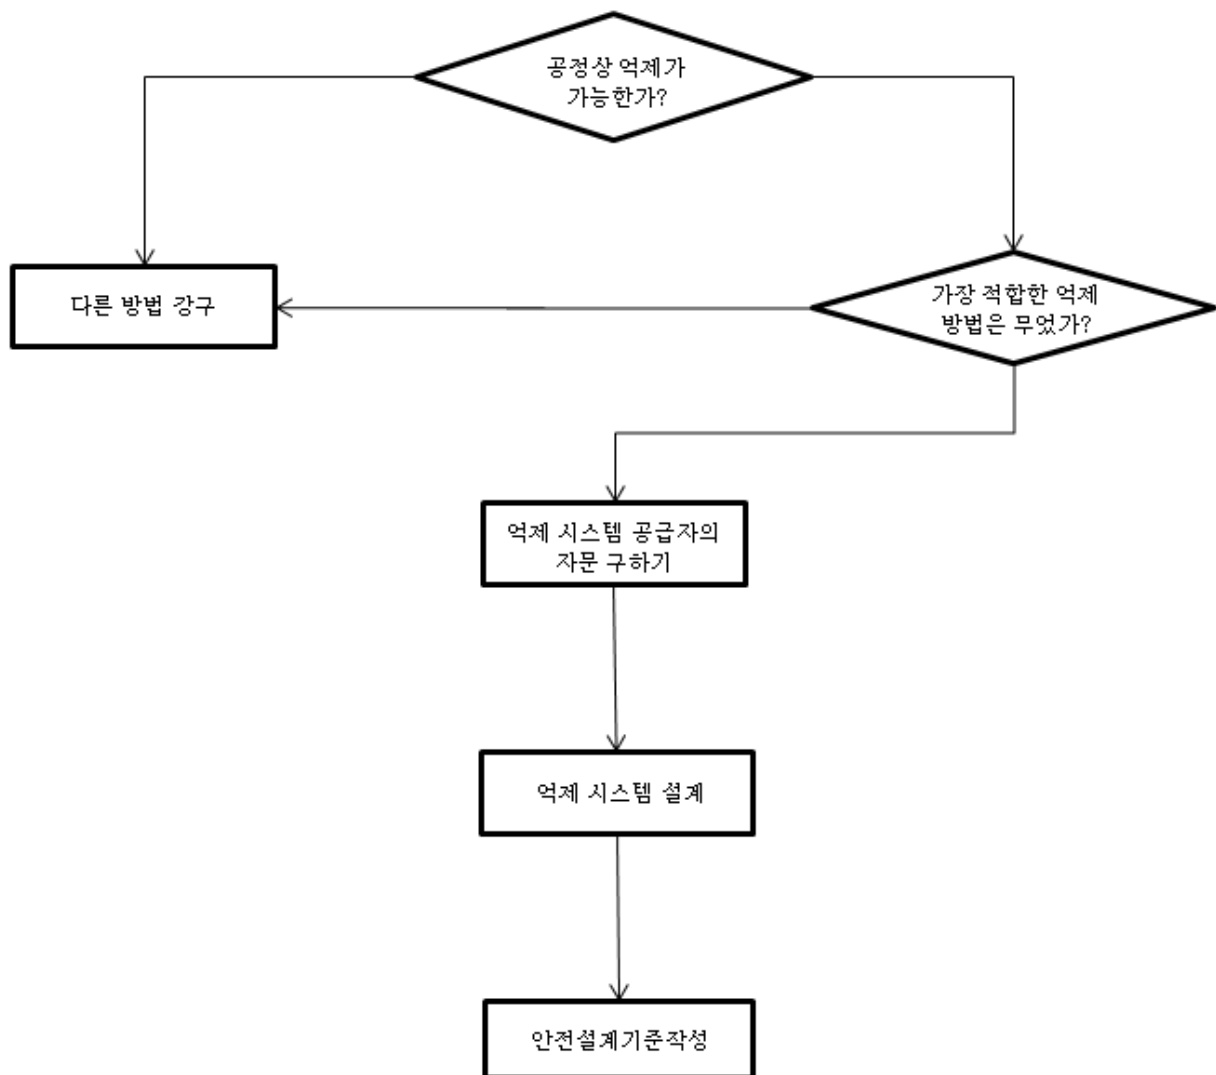 공정상 억제가
가능한가?
다른 방법 강구
가장 적합한 억제
방법은 무었가?
억제 시스템 공급자의
자문 구하기
억제 시스템 설계
안전설계기준작성